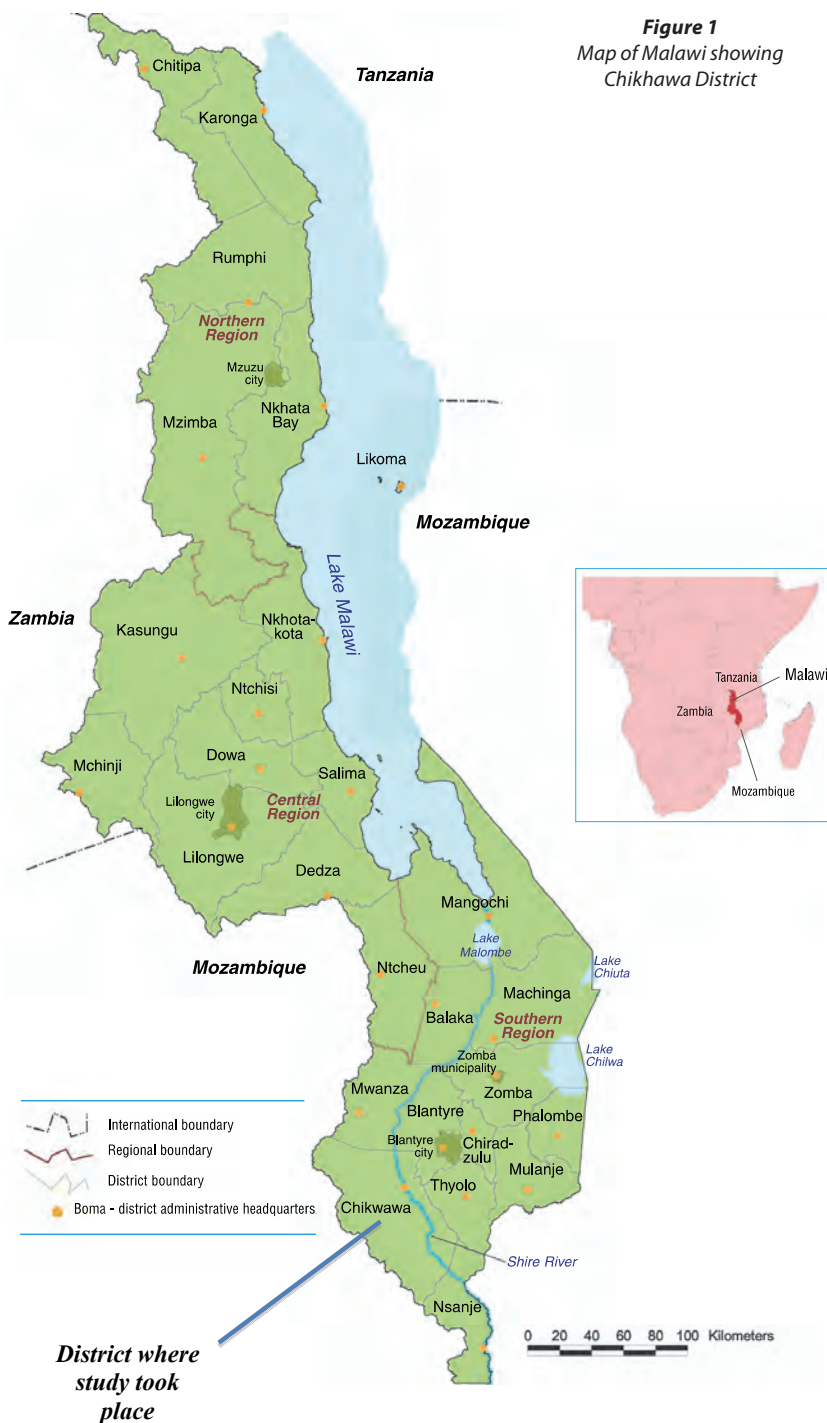 Figure 1
Map of Malawi showing
Chikhawa District
Tanzania
Chitipa
Karonga
Rumphi
Northern
Region
Mzuzu
city
Nkhata
Bay
Mzimba
Likoma
Mozambique
Lake Malawi
Zambia
Kasungu
Nkhota-
kota
Ntchisi
Dowa
Mchinji
Salima
Lilongwe
city
Central
Region
Lilongwe
Dedza
Tanzania
Malawi
Zambia
Mozambique
Mangochi
Lake
Malombe
Mozambique
Ntcheu
Lake
Chiuta
Machinga
Balaka
Southern
Region
Lake
Chilwa
Zomba
municipality
Zomba
Mwanza
Blantyre
Phalombe
Blantyre
city
Chirad-
zulu
Mulanje
Thyolo
Chikwawa
Shire River
Nsanje
International boundary
Regional boundary
District boundary
Boma - district administrative headquarters
District where
study took
place
0 20 40 60 80 100 Kilometers